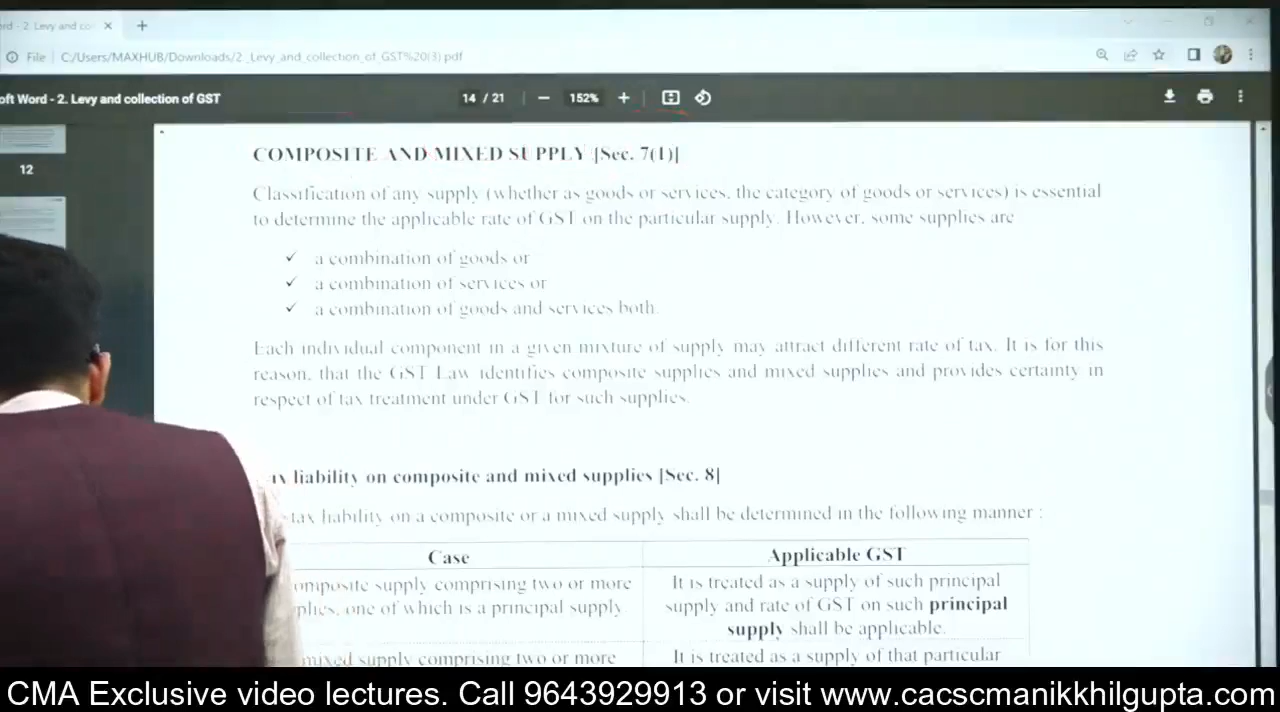 rd - 2. Levy and co
File C:/Users/MAXHUB/Downloads/2_Levy_and_collection_of_GST%20(3).pdf
oft Word - 2. Levy and collection of GST 14 / 21 152%
12
COMPOSITE AND MIXED SUPPLY [Sec. 7(1)]
Classification of any supply (whether as goods or services, the category of goods or services) is essential
to determine the applicable rate of GST on the particular supply. However, some supplies are
✓ a combination of goods or
✓ a combination of services or
✓ a combination of goods and services both.
Each individual component in a given mixture of supply may attract different rate of tax. It is for this
reason, that the GST Law identifies composite supplies and mixed supplies and provides certainty in
respect of tax treatment under GST for such supplies.
ax liability on composite and mixed supplies [Sec. 8]
tax liability on a composite or a mixed supply shall be determined in the following manner :
Case Applicable GST
omposite supply comprising two or more It is treated as a supply of such principal
plies, one of which is a principal supply supply and rate of GST on such principal
supply shall be applicable.
mixed supply comprising two or more It is treated as a supply of that particular
CMA Exclusive video lectures. Call 9643929913 or visit www.cacscmanikkhilgupta.com